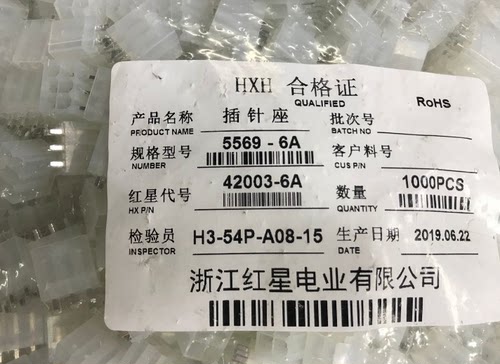 HXH 合格证
QUALIFIED
RoHS
产品名称 插针座 批次号
PRODUCT NAME BATCH NO
规格型号 5569 - 6A 客户料号
NUMBER CUS P/N
红星代号 42003-6A 数量 1000PCS
HX P/N QUANTITY
检验员 H3-54P-A08-15 生产日期 2019.06.22
INSPECTOR DATE
浙江红星电业有限公司